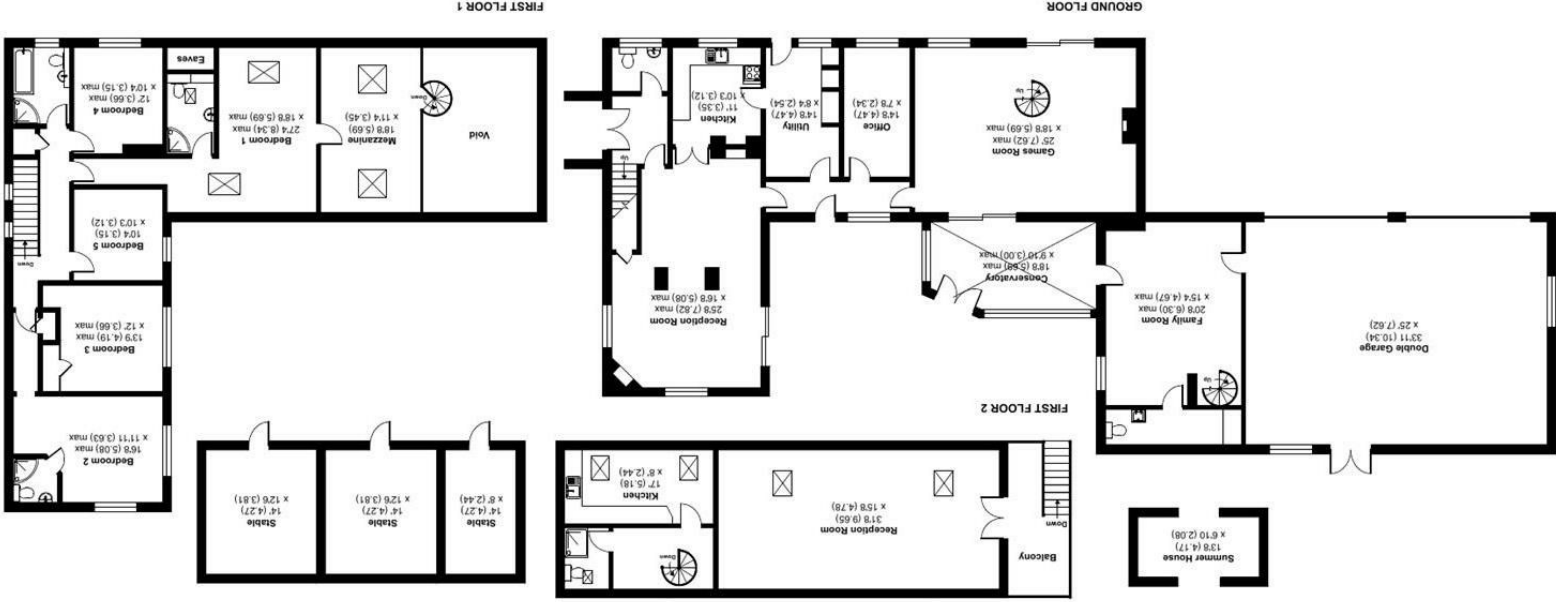 Summer House
13'8 (4.17)
x 6'10 (2.08)
Balcony
Down
Reception Room
31'8 (9.65)
x 15'8 (4.78)
Down
Kitchen
17' (5.18)
x 8' (2.44)
FIRST FLOOR 2
Stable
14' (4.27)
x 8' (2.44)
Stable
14' (4.27)
x 12'6 (3.81)
Stable
14' (4.27)
x 12'6 (3.81)
Double Garage
33'11 (10.34)
x 25' (7.62)
Up
Family Room
20'8 (6.30) max
x 15'4 (4.67) max
Conservatory
18'8 (5.69) max
x 9'10 (3.00) max
Reception Room
25'8 (7.82) max
x 16'8 (5.08) max
Up
Games Room
25' (7.62) max
x 18'8 (5.69) max
Up
Office
14'8 (4.47)
x 7'8 (2.34)
Utility
14'8 (4.47)
x 8'4 (2.54)
Kitchen
11' (3.35)
x 10'3 (3.12)
GROUND FLOOR
Bedroom 2
16'8 (5.08) max
x 11'11 (3.63) max
Bedroom 3
13'9 (4.19) max
x 12' (3.66) max
Bedroom 5
10'4 (3.15)
x 10'3 (3.12)
Down
Void
Down
Mezzanine
18'8 (5.69)
x 11'4 (3.45)
Bedroom 1
27'4 (8.34) max
x 18'8 (5.69) max
Eaves
Bedroom 4
12' (3.66) max
x 10'4 (3.15) max
FIRST FLOOR 1